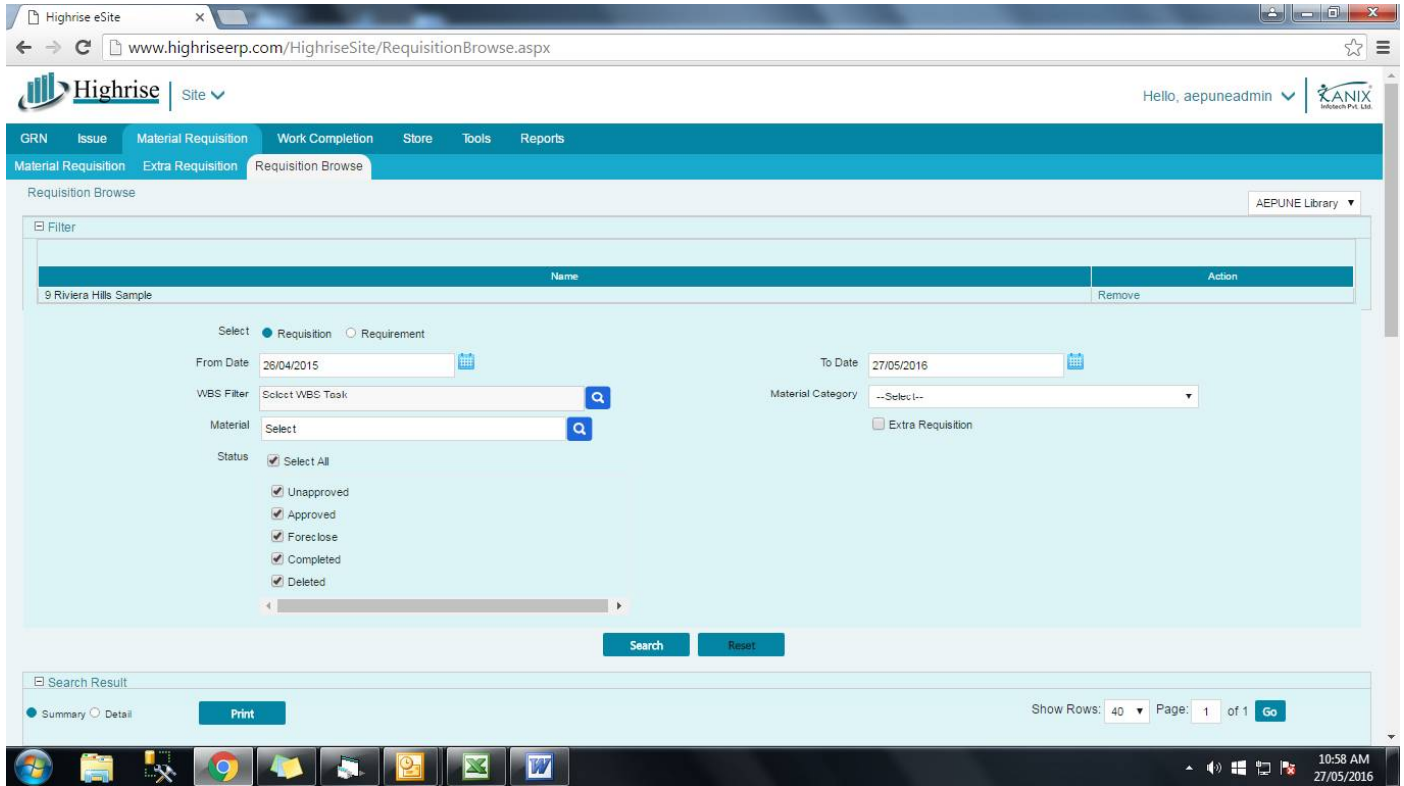 Highrise eSite
www.highriseerp.com/HighriseSite/RequisitionBrowse.aspx
Highrise Site Hello, aepuneadmin KANIX
Infotech Pvt. Ltd.
GRN Issue Material Requisition Work Completion Store Tools Reports
Material Requisition Extra Requisition Requisition Browse
Requisition Browse
AEPUNE Library
Filter
Name Action
9 Riviera Hills Sample Remove
Select Requisition Requirement
From Date 26/04/2015 To Date 27/05/2016
WBS Filter Select WBS Task Material Category --Select--
Material Select Extra Requisition
Status Select All
Unapproved
Approved
Foreclose
Completed
Deleted
Search Reset
Search Result
Summary Detail Print Show Rows: 40 Page: 1 of 1 Go
10:58 AM
27/05/2016